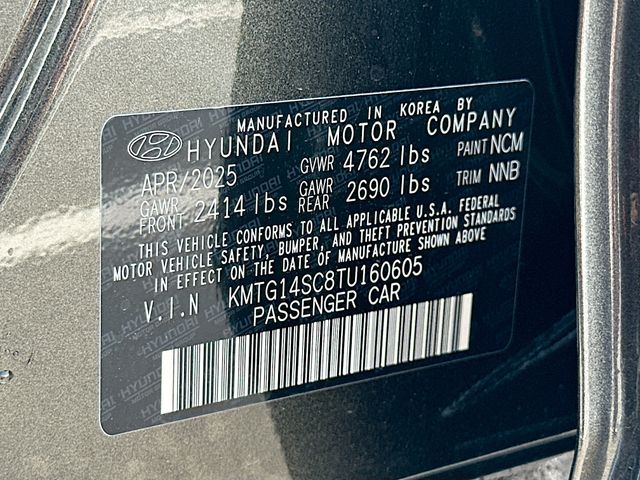 MANUFACTURED IN KOREA BY
HYUNDAI MOTOR COMPANY
APR/2025 GVWR 4762 lbs PAINT NCM
GAWR FRONT 2414 lbs GAWR REAR 2690 lbs TRIM NNB
THIS VEHICLE CONFORMS TO ALL APPLICABLE U.S.A. FEDERAL
MOTOR VEHICLE SAFETY, BUMPER, AND THEFT PREVENTION STANDARDS
IN EFFECT ON THE DATE OF MANUFACTURE SHOWN ABOVE
V.I.N KMTG14SC8TU160605
PASSENGER CAR